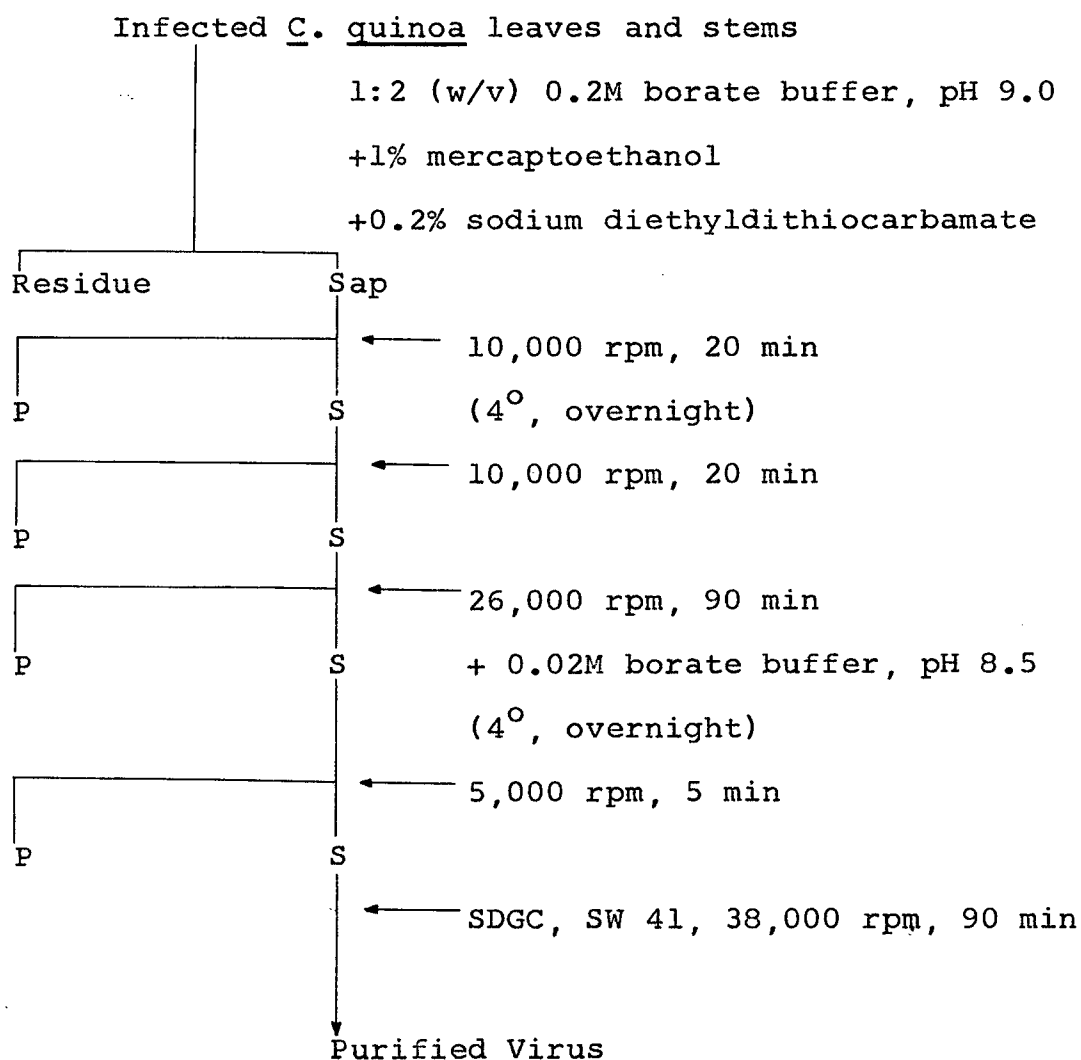 Infected C. quinoa leaves and stems
1:2 (w/v) 0.2M borate buffer, pH 9.0
+1% mercaptoethanol
+0.2% sodium diethyldithiocarbamate
Residue Sap
10,000 rpm, 20 min
P S (4°, overnight)
10,000 rpm, 20 min
P S
26,000 rpm, 90 min
P S + 0.02M borate buffer, pH 8.5
(4°, overnight)
5,000 rpm, 5 min
P S
SDGC, SW 41, 38,000 rpm, 90 min
Purified Virus